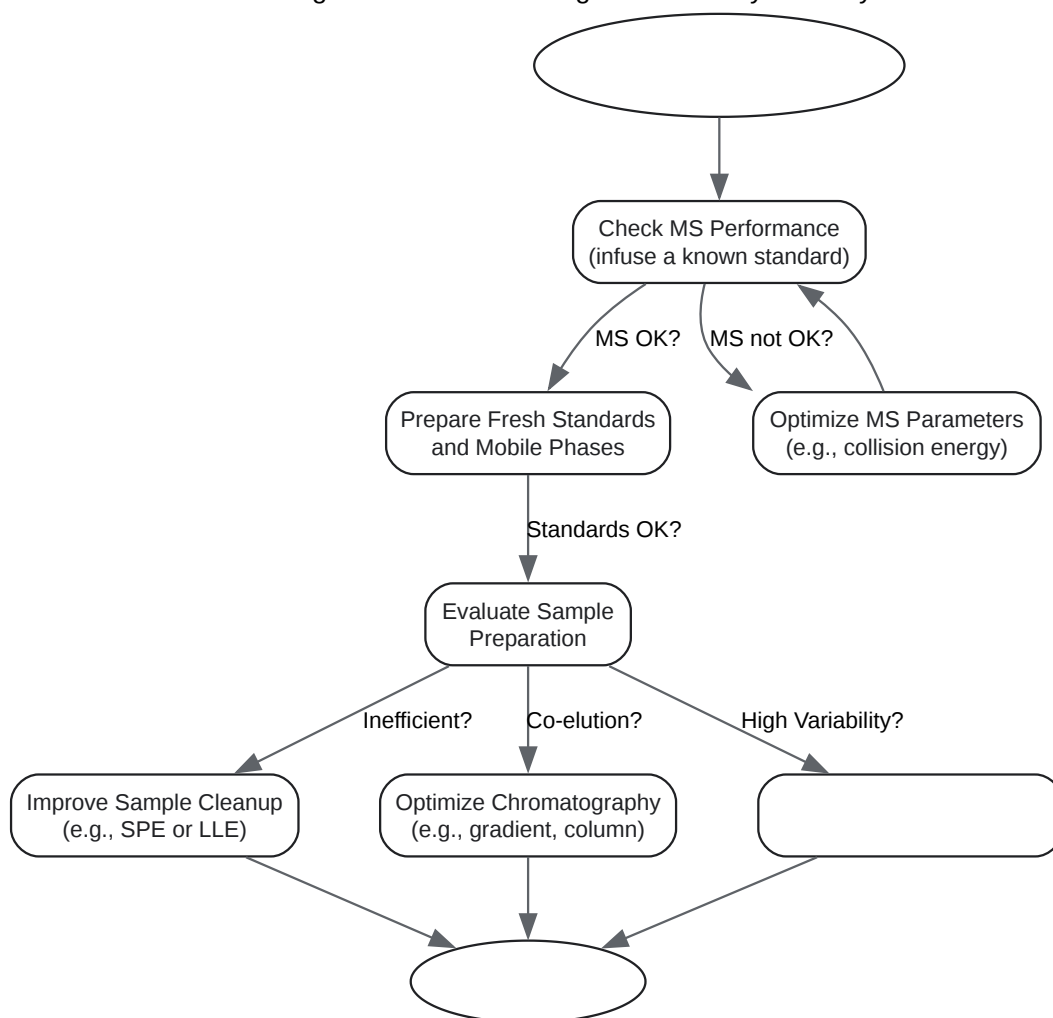 Check MS Performance
(infuse a known standard)
MS OK?
MS not OK?
Prepare Fresh Standards
and Mobile Phases
Optimize MS Parameters
(e.g., collision energy)
Standards OK?
Evaluate Sample
Preparation
Inefficient?
Co-elution?
High Variability?
Improve Sample Cleanup
(e.g., SPE or LLE)
Optimize Chromatography
(e.g., gradient, column)